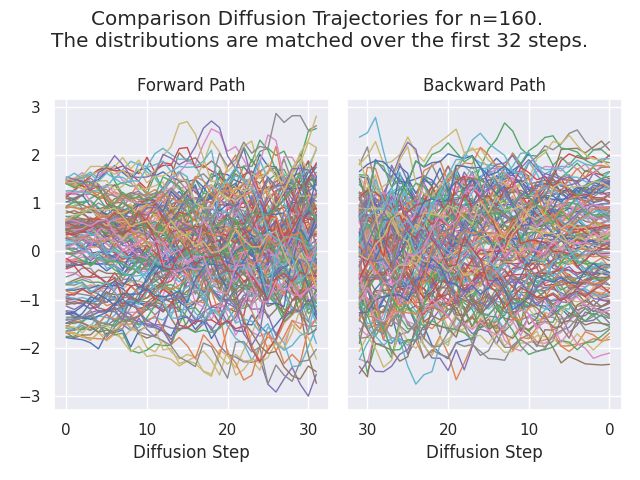 Comparison Diffusion Trajectories for n=160.
The distributions are matched over the first 32 steps.
Forward Path
Backward Path
3
2
1
0
−1
−2
−3
0 10 20 30
30 20 10 0
Diffusion Step
Diffusion Step